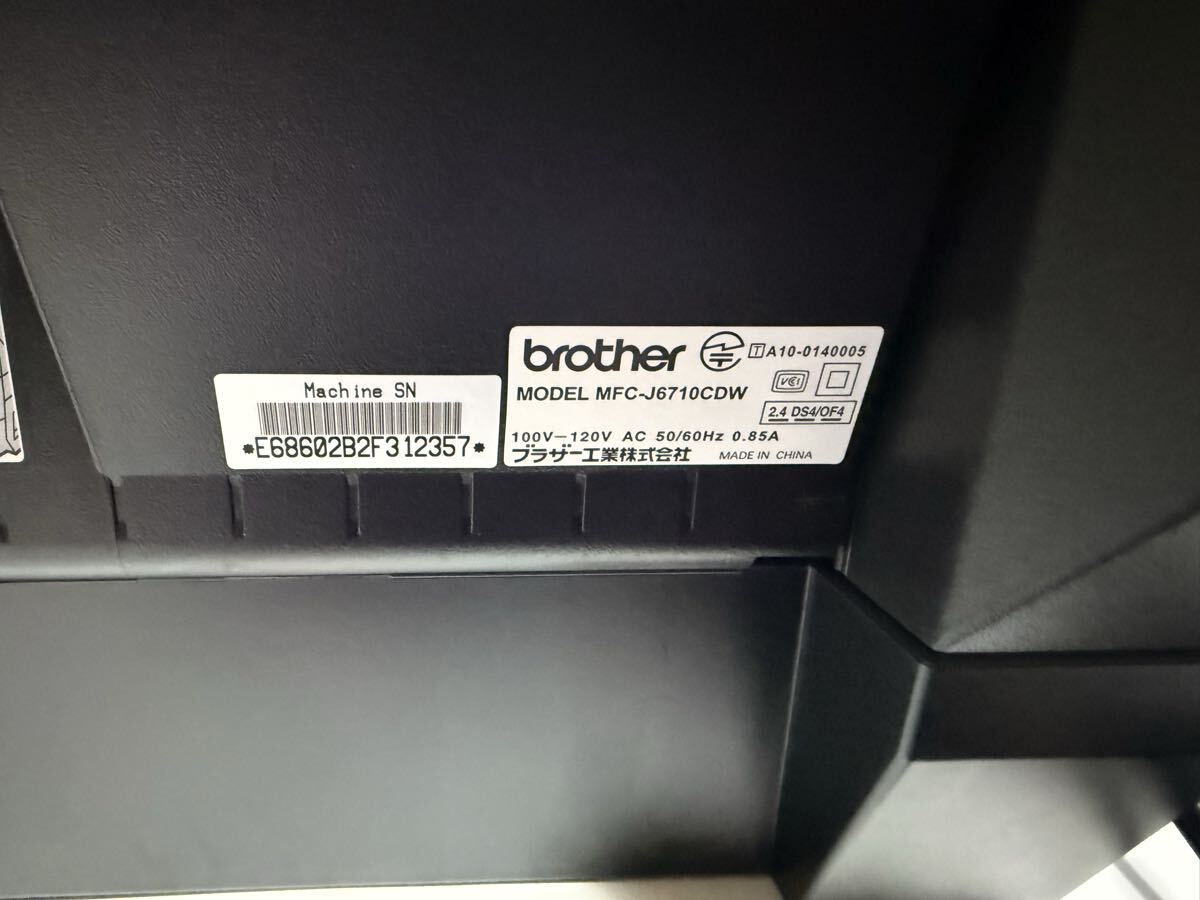 Machine SN
*E68602B2F312357*
brother T A10-0140005
MODEL MFC-J6710CDW
VCI
2.4 DS4/OF4
100V－120V AC 50/60Hz 0.85A
ブラザー工業株式会社 MADE IN CHINA